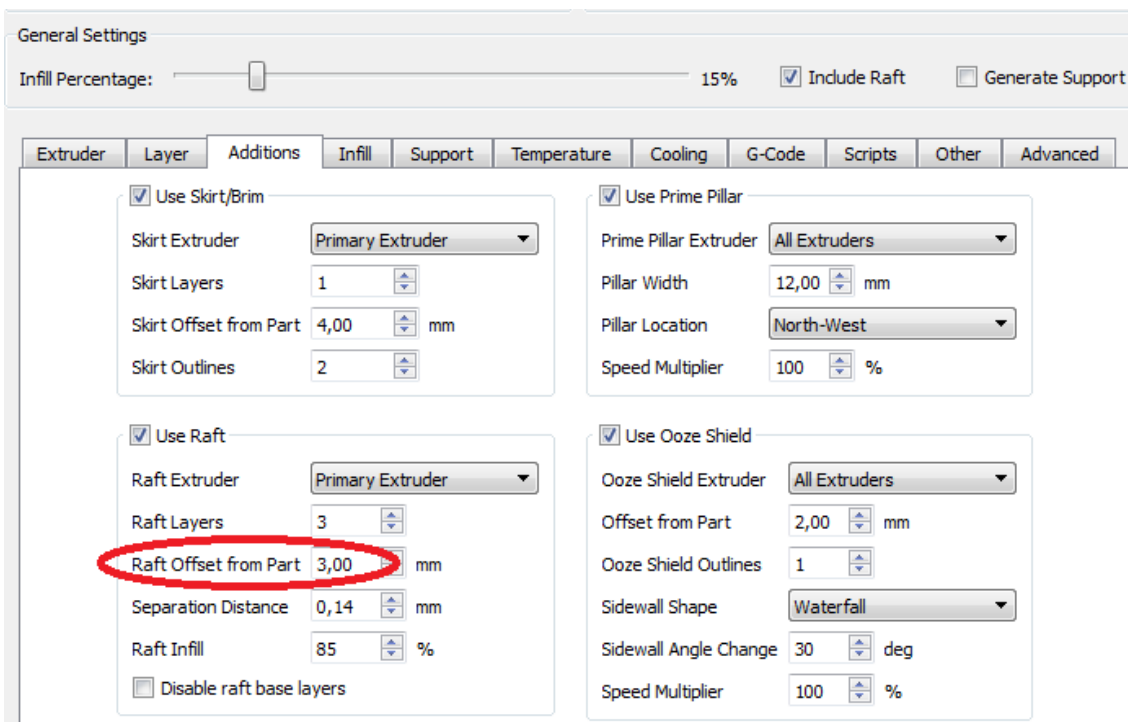 General Settings
Infill Percentage: 15% Include Raft Generate Support
Extruder Layer Additions Infill Support Temperature Cooling G-Code Scripts Other Advanced
Use Skirt/Brim
Skirt Extruder Primary Extruder
Skirt Layers 1
Skirt Offset from Part 4,00 mm
Skirt Outlines 2
Use Prime Pillar
Prime Pillar Extruder All Extruders
Pillar Width 12,00 mm
Pillar Location North-West
Speed Multiplier 100 %
Use Raft
Raft Extruder Primary Extruder
Raft Layers 3
Raft Offset from Part 3,00 mm
Separation Distance 0,14 mm
Raft Infill 85 %
Disable raft base layers
Use Ooze Shield
Ooze Shield Extruder All Extruders
Offset from Part 2,00 mm
Ooze Shield Outlines 1
Sidewall Shape Waterfall
Sidewall Angle Change 30 deg
Speed Multiplier 100 %